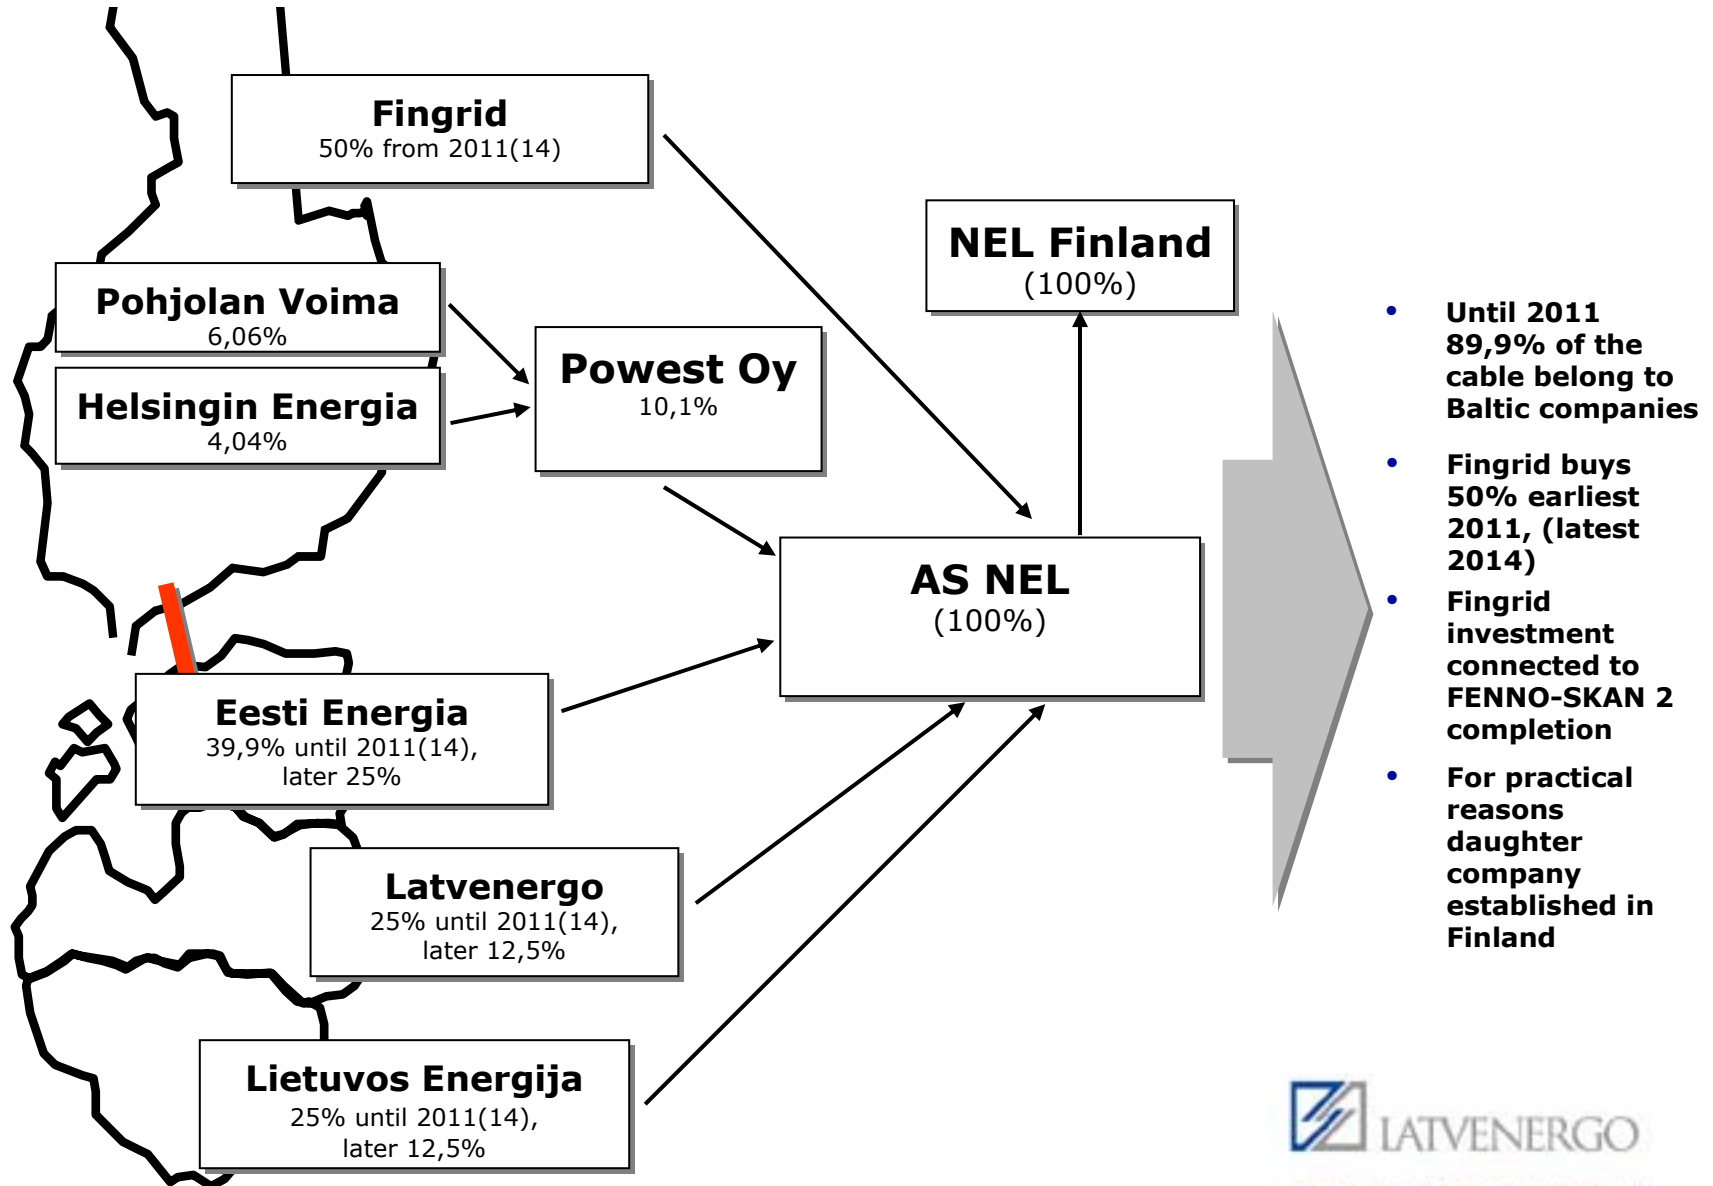 Fingrid
50% from 2011(14)
NEL Finland
(100%)
Pohjolan Voima
6,06%
Helsingin Energia
4,04%
Powest Oy
10,1%
AS NEL
(100%)
Eesti Energia
39,9% until 2011(14),
later 25%
Latvenergo
25% until 2011(14),
later 12,5%
Lietuvos Energija
25% until 2011(14),
later 12,5%
• Until 2011
89,9% of the
cable belong to
Baltic companies
• Fingrid buys
50% earliest
2011, (latest
2014)
• Fingrid
investment
connected to
FENNO-SKAN 2
completion
• For practical
reasons
daughter
company
established in
Finland
LATVENERGO